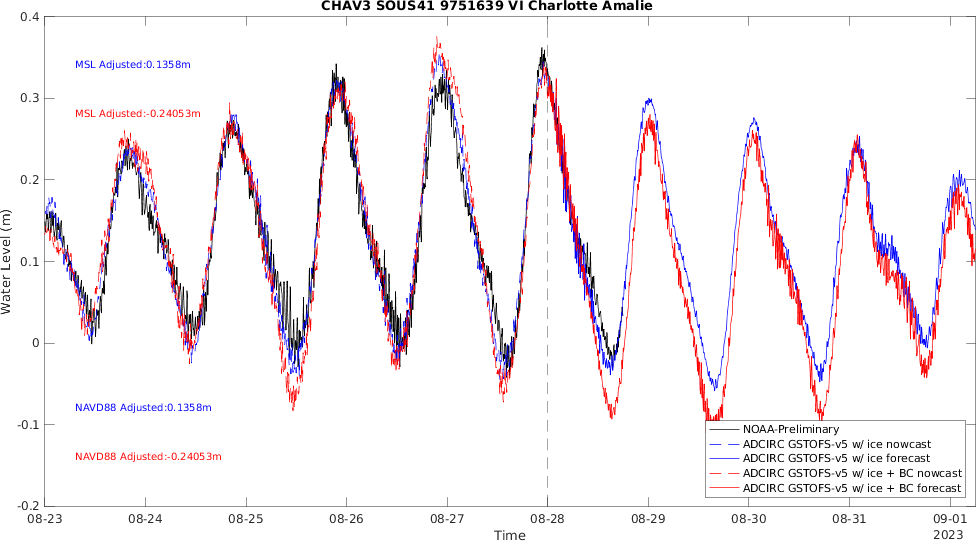 CHAV3 SOUS41 9751639 VI Charlotte Amalie
Water Level (m)
0.4
0.3
0.2
0.1
0
-0.1
-0.2
MSL Adjusted:0.1358m
MSL Adjusted:-0.24053m
NAVD88 Adjusted:0.1358m
NAVD88 Adjusted:-0.24053m
NOAA-Preliminary
ADCIRC GSTOFS-v5 w/ ice nowcast
ADCIRC GSTOFS-v5 w/ ice forecast
ADCIRC GSTOFS-v5 w/ ice + BC nowcast
ADCIRC GSTOFS-v5 w/ ice + BC forecast
08-23 08-24 08-25 08-26 08-27 08-28 08-29 08-30 08-31 09-01
2023
Time